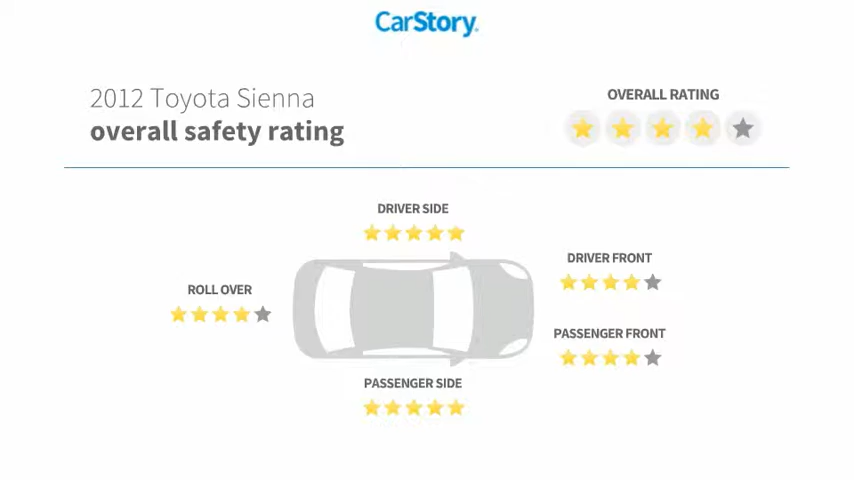 CarStory.
2012 Toyota Sienna
overall safety rating
OVERALL RATING
DRIVER SIDE
DRIVER FRONT
ROLL OVER
PASSENGER FRONT
PASSENGER SIDE